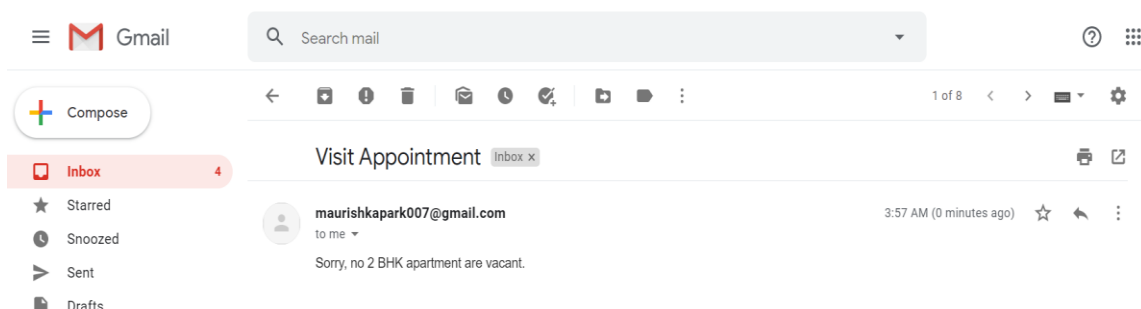 Gmail
Search mail
Compose
1 of 8
Visit Appointment Inbox x
Inbox 4
Starred
maurishkapark007@gmail.com 3:57 AM (0 minutes ago)
to me
Snoozed
Sorry, no 2 BHK apartment are vacant.
Sent
Drafts